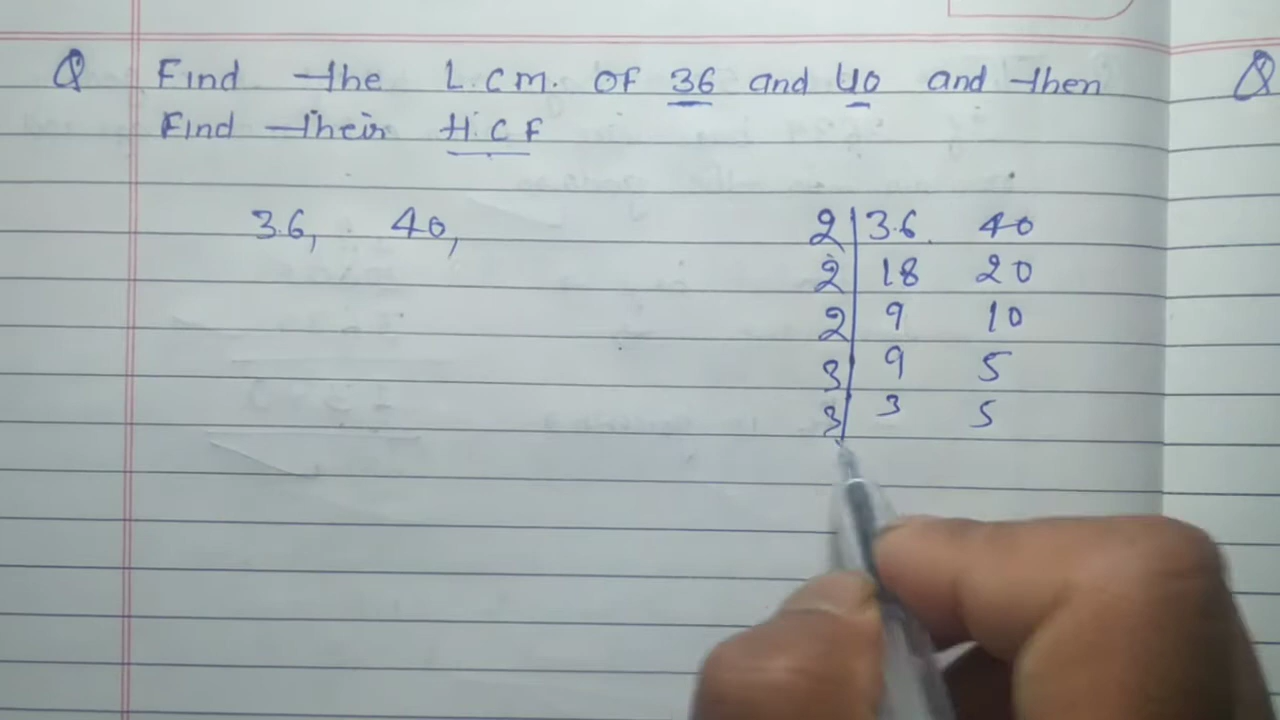 Q Find the L.C.M. OF 36 and 40 and then Q
Find their H.C.F
36, 40,
2 36 40
2 18 20
2 9 10
3 9 5
3 3 5